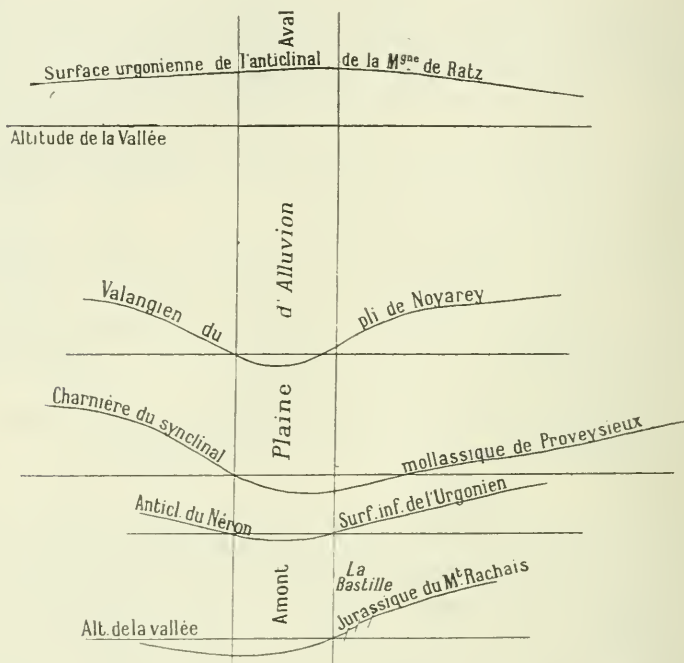 Aval
Surface urgonienne de l'anticlinal de la Mgne de Ratz
Altitude de la Vallée
Plaine d'Alluvion
Valangien du pli de Noyarey
Charnière du synclinal mollassique de Proveysieux
Anticl. du Néron Surf. inf. de l'Urgonien
Amont
La
Bastille
Jurassique du Mt Rachais
Alt. de la vallée